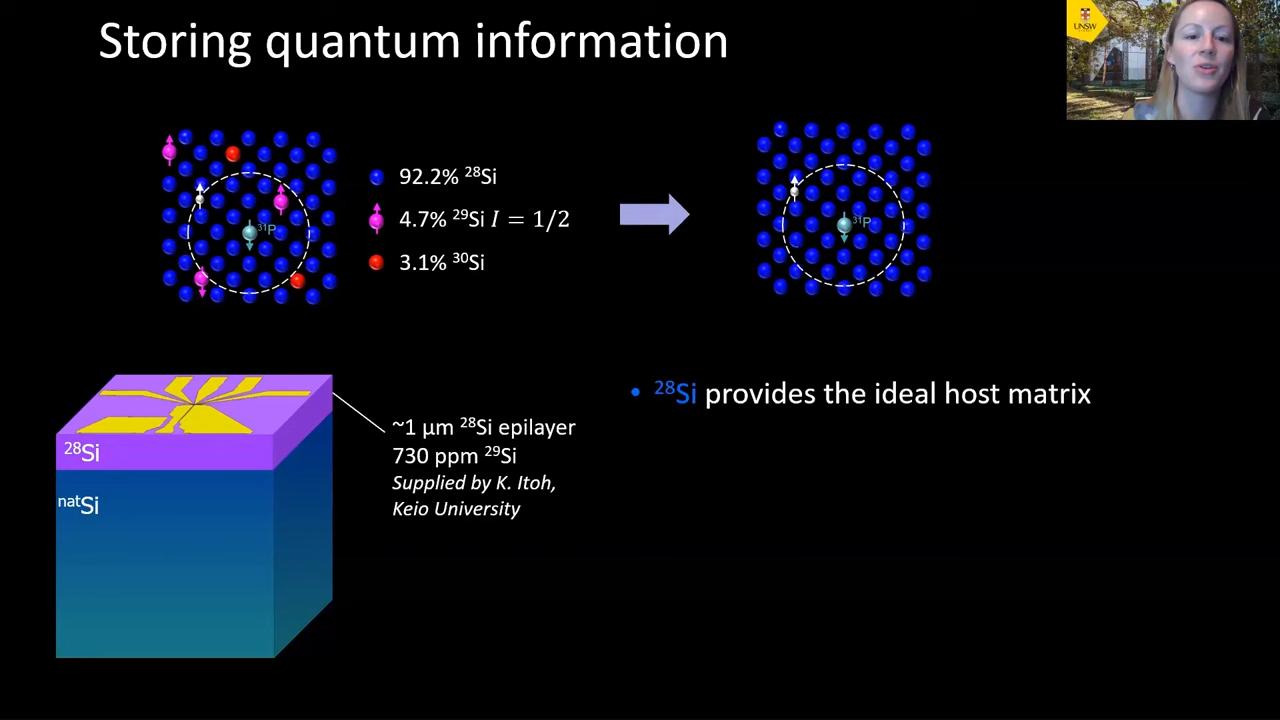 Storing quantum information
UNSW
³¹P
92.2% ²⁸Si
4.7% ²⁹Si I = 1/2
3.1% ³⁰Si
³¹P
²⁸Si
natSi
~1 µm ²⁸Si epilayer
730 ppm ²⁹Si
Supplied by K. Itoh,
Keio University
• ²⁸Si provides the ideal host matrix